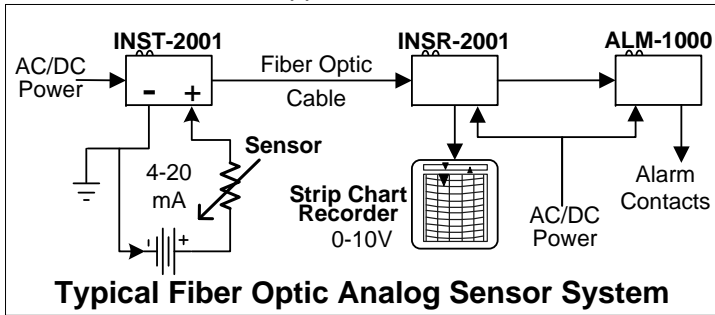 INST-2001
INSR-2001
ALM-1000
AC/DC
Power
- +
Fiber Optic
Cable
Sensor
4-20
mA
- +
Strip Chart
Recorder
0-10V
AC/DC
Power
Alarm
Contacts
Typical Fiber Optic Analog Sensor System